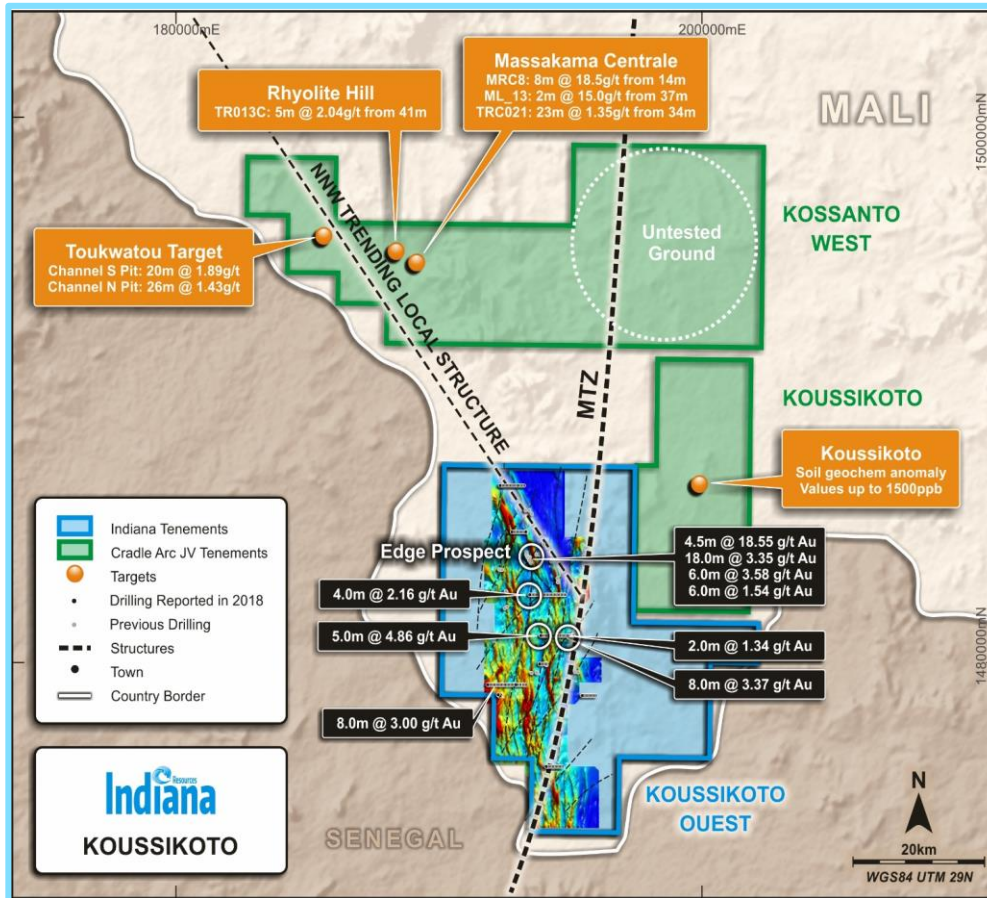 180000mE
200000mE
1500000mN
1480000mN
MALI
Rhyolite Hill
TR013C: 5m @ 2.04g/t from 41m
Massakama Centrale
MRC8: 8m @ 18.5g/t from 14m
ML_13: 2m @ 15.0g/t from 37m
TRC021: 23m @ 1.35g/t from 34m
NNW TRENDING LOCAL STRUCTURE
Toukwatou Target
Channel S Pit: 20m @ 1.89g/t
Channel N Pit: 26m @ 1.43g/t
Untested
Ground
KOSSANTO
WEST
MTZ
KOUSSIKOTO
Koussikoto
Soil geochem anomaly
Values up to 1500ppb
Edge Prospect
4.5m @ 18.55 g/t Au
18.0m @ 3.35 g/t Au
6.0m @ 3.58 g/t Au
6.0m @ 1.54 g/t Au
4.0m @ 2.16 g/t Au
5.0m @ 4.86 g/t Au
2.0m @ 1.34 g/t Au
8.0m @ 3.37 g/t Au
8.0m @ 3.00 g/t Au
KOUSSIKOTO
OUEST
SENEGAL
Indiana Tenements
Cradle Arc JV Tenements
Targets
Drilling Reported in 2018
Previous Drilling
Structures
Town
Country Border
Indiana
Resources
KOUSSIKOTO
N
20km
WGS84 UTM 29N